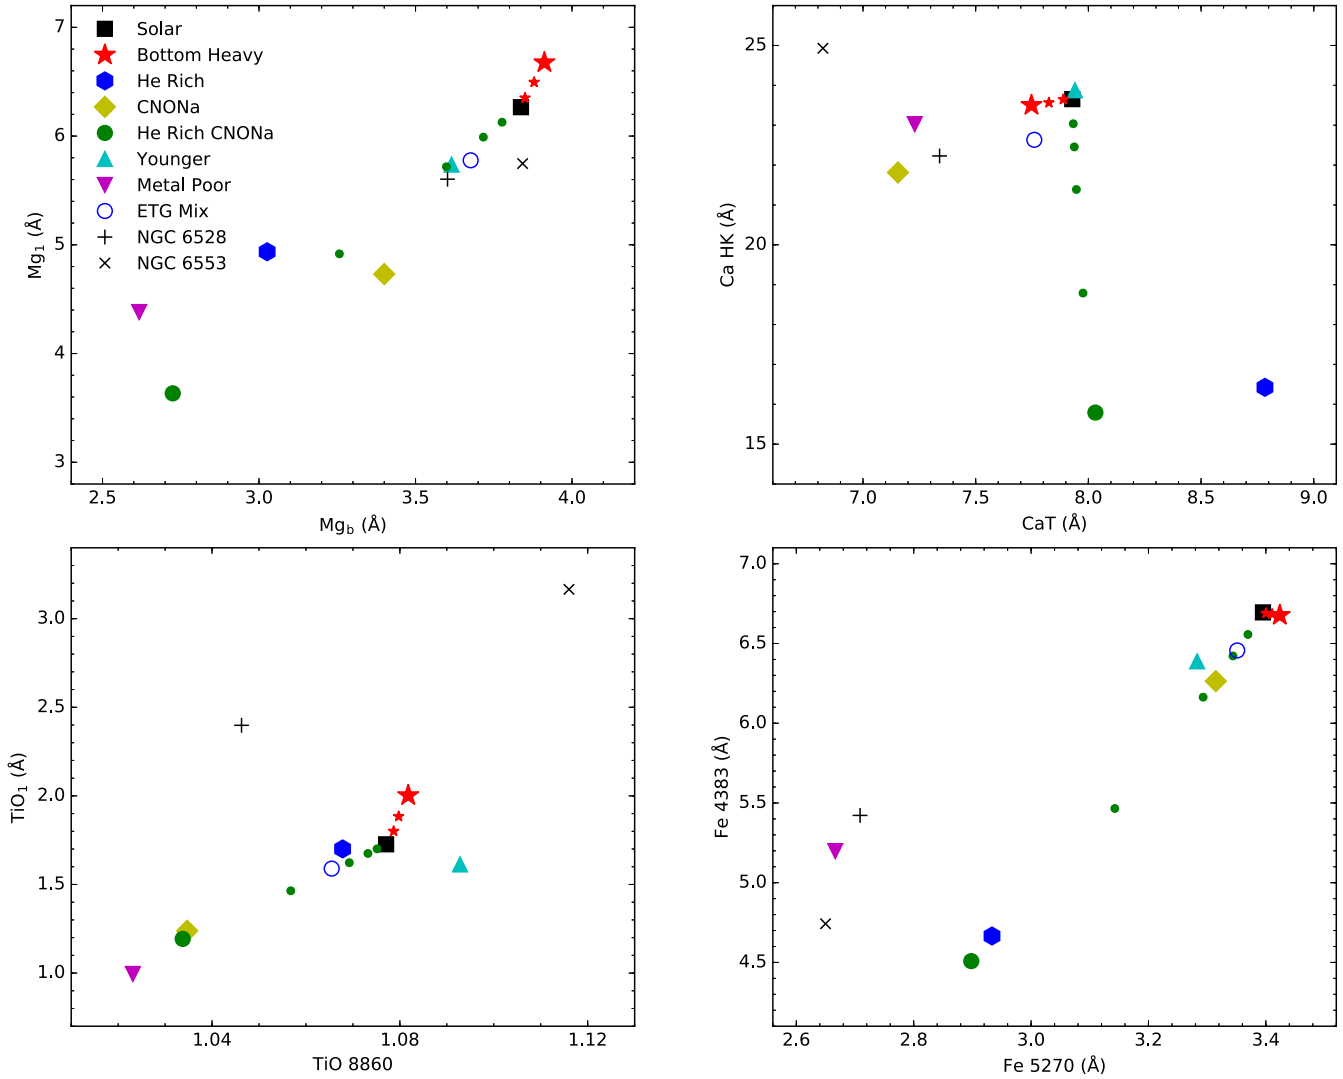 7
6
5
4
3
Mg₁ (Å)
Solar
Bottom Heavy
He Rich
CNONa
He Rich CNONa
Younger
Metal Poor
ETG Mix
NGC 6528
NGC 6553
2.5 3.0 3.5 4.0
Mg_b (Å)
25
20
15
Ca HK (Å)
7.0 7.5 8.0 8.5 9.0
CaT (Å)
3.0
2.5
2.0
1.5
1.0
TiO₁ (Å)
1.04 1.08 1.12
TiO 8860
7.0
6.5
6.0
5.5
5.0
4.5
Fe 4383 (Å)
2.6 2.8 3.0 3.2 3.4
Fe 5270 (Å)